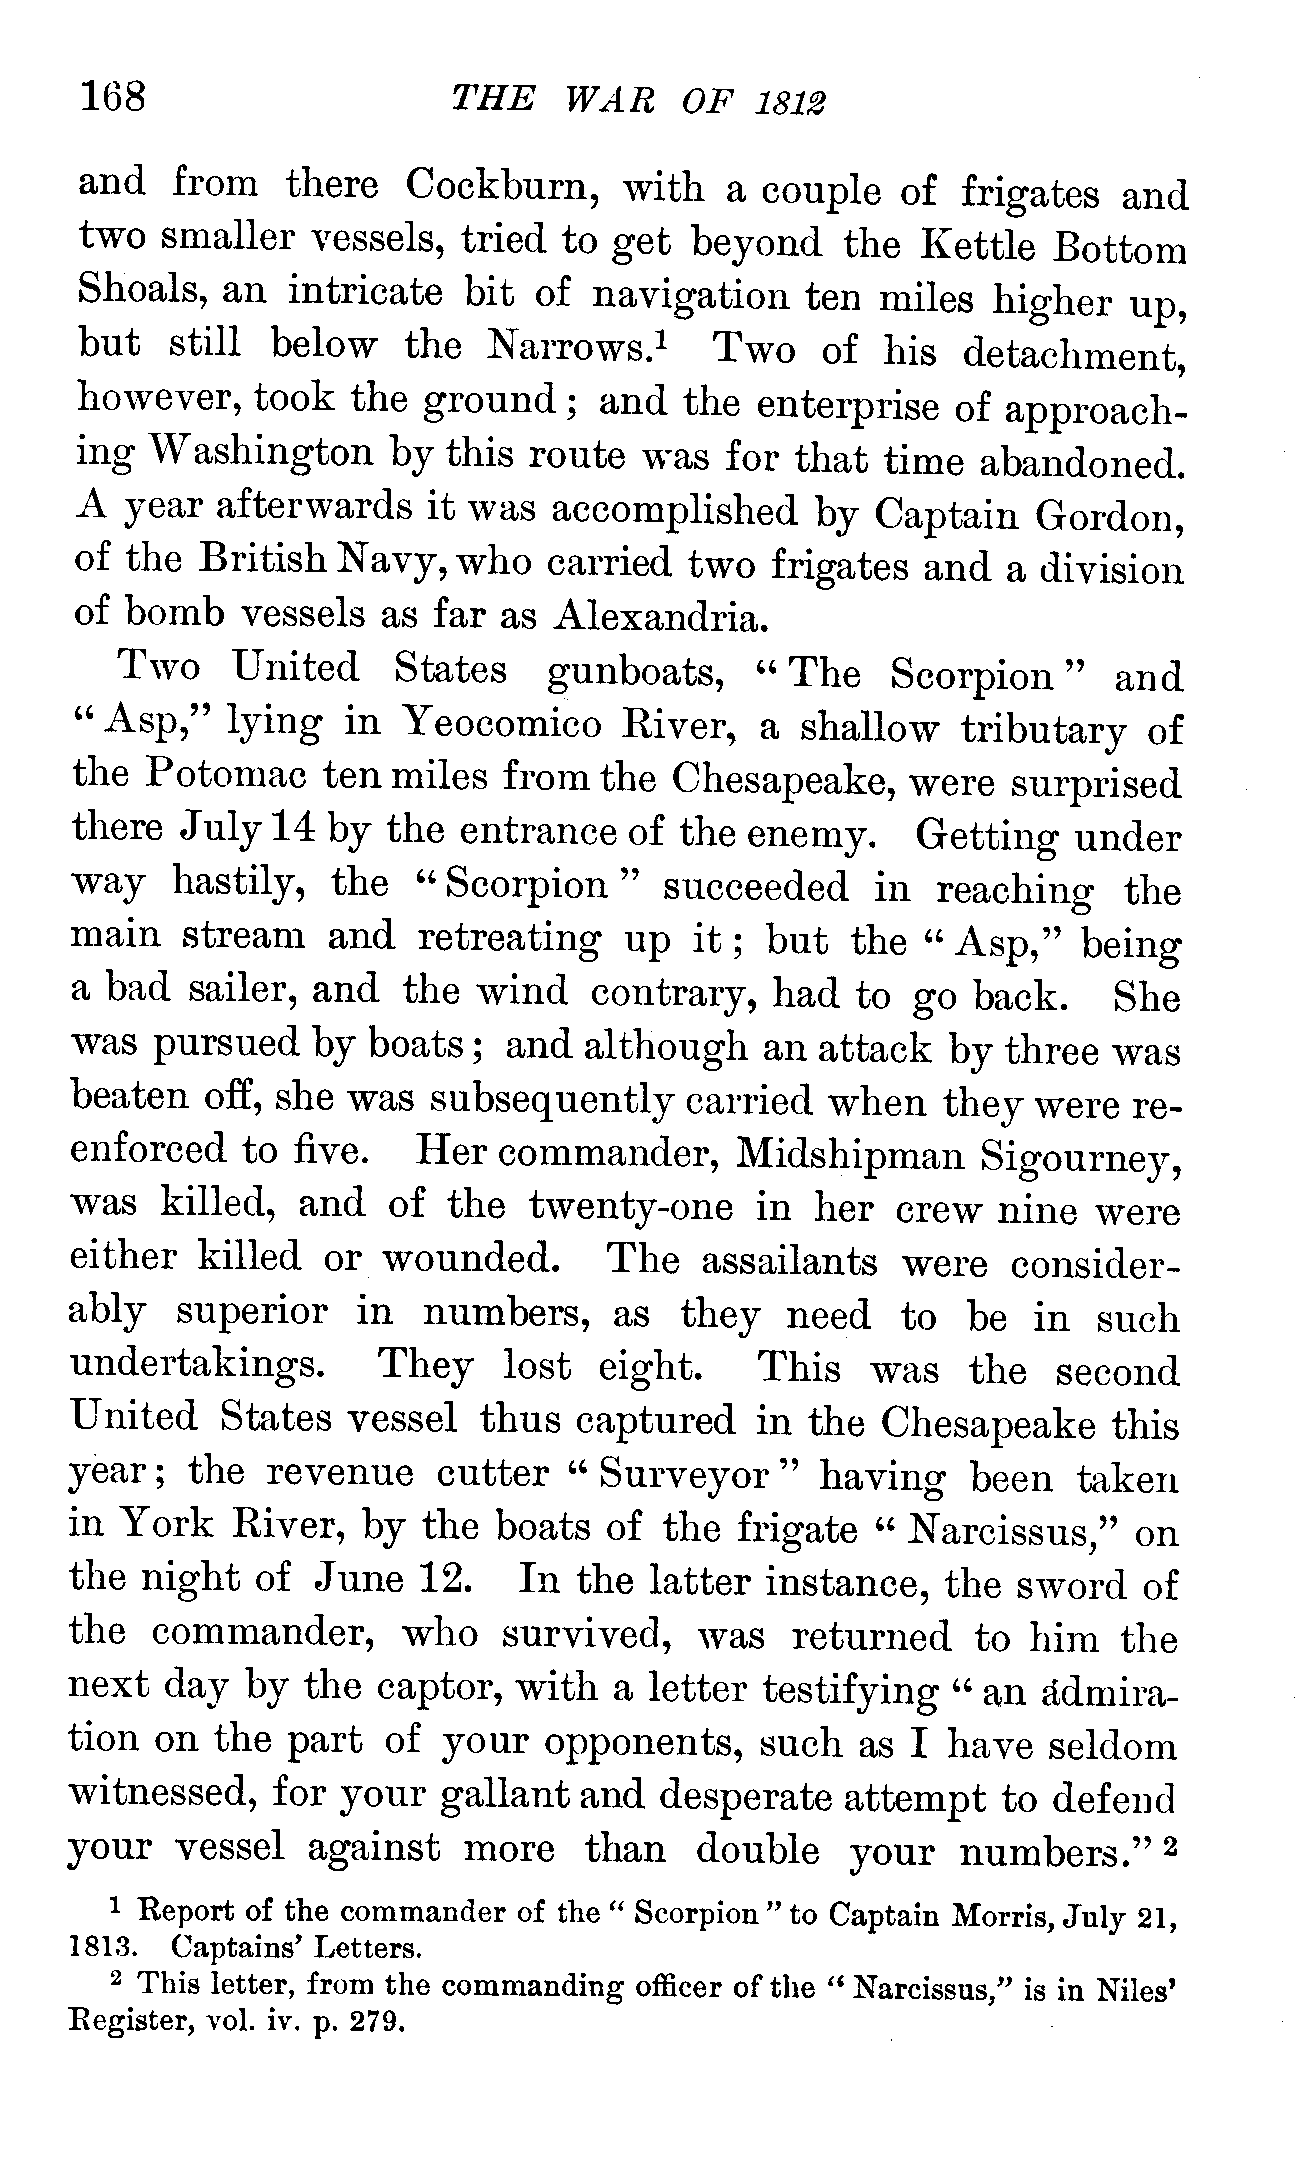 168 THE WAR OF 1812
and from there Cockburn, with a couple of frigates and
two smaller vessels, tried to get beyond the Kettle Bottom
Shoals, an intricate bit of navigation ten miles higher up,
but still below the Narrows.¹ Two of his detachment,
however, took the ground; and the enterprise of approach-
ing Washington by this route was for that time abandoned.
A year afterwards it was accomplished by Captain Gordon,
of the British Navy, who carried two frigates and a division
of bomb vessels as far as Alexandria.
Two United States gunboats, "The Scorpion" and
"Asp," lying in Yeocomico River, a shallow tributary of
the Potomac ten miles from the Chesapeake, were surprised
there July 14 by the entrance of the enemy. Getting under
way hastily, the "Scorpion" succeeded in reaching the
main stream and retreating up it; but the "Asp," being
a bad sailer, and the wind contrary, had to go back. She
was pursued by boats; and although an attack by three was
beaten off, she was subsequently carried when they were re-
enforced to five. Her commander, Midshipman Sigourney,
was killed, and of the twenty-one in her crew nine were
either killed or wounded. The assailants were consider-
ably superior in numbers, as they need to be in such
undertakings. They lost eight. This was the second
United States vessel thus captured in the Chesapeake this
year; the revenue cutter "Surveyor" having been taken
in York River, by the boats of the frigate "Narcissus," on
the night of June 12. In the latter instance, the sword of
the commander, who survived, was returned to him the
next day by the captor, with a letter testifying "an admira-
tion on the part of your opponents, such as I have seldom
witnessed, for your gallant and desperate attempt to defend
your vessel against more than double your numbers." ²
¹ Report of the commander of the "Scorpion" to Captain Morris, July 21,
1813. Captains' Letters.
² This letter, from the commanding officer of the "Narcissus," is in Niles'
Register, vol. iv. p. 279.